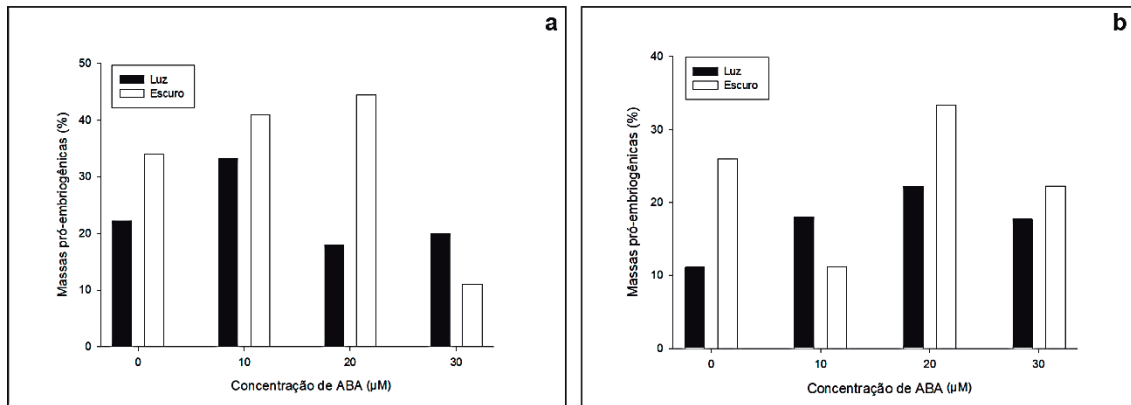 a
Luz
Escuro
Massas pró-embriogênicas (%)
50
40
30
20
10
0
0 10 20 30
Concentração de ABA (µM)
b
Luz
Escuro
Massas pró-embriogênicas (%)
40
30
20
10
0
0 10 20 30
Concentração de ABA (µM)